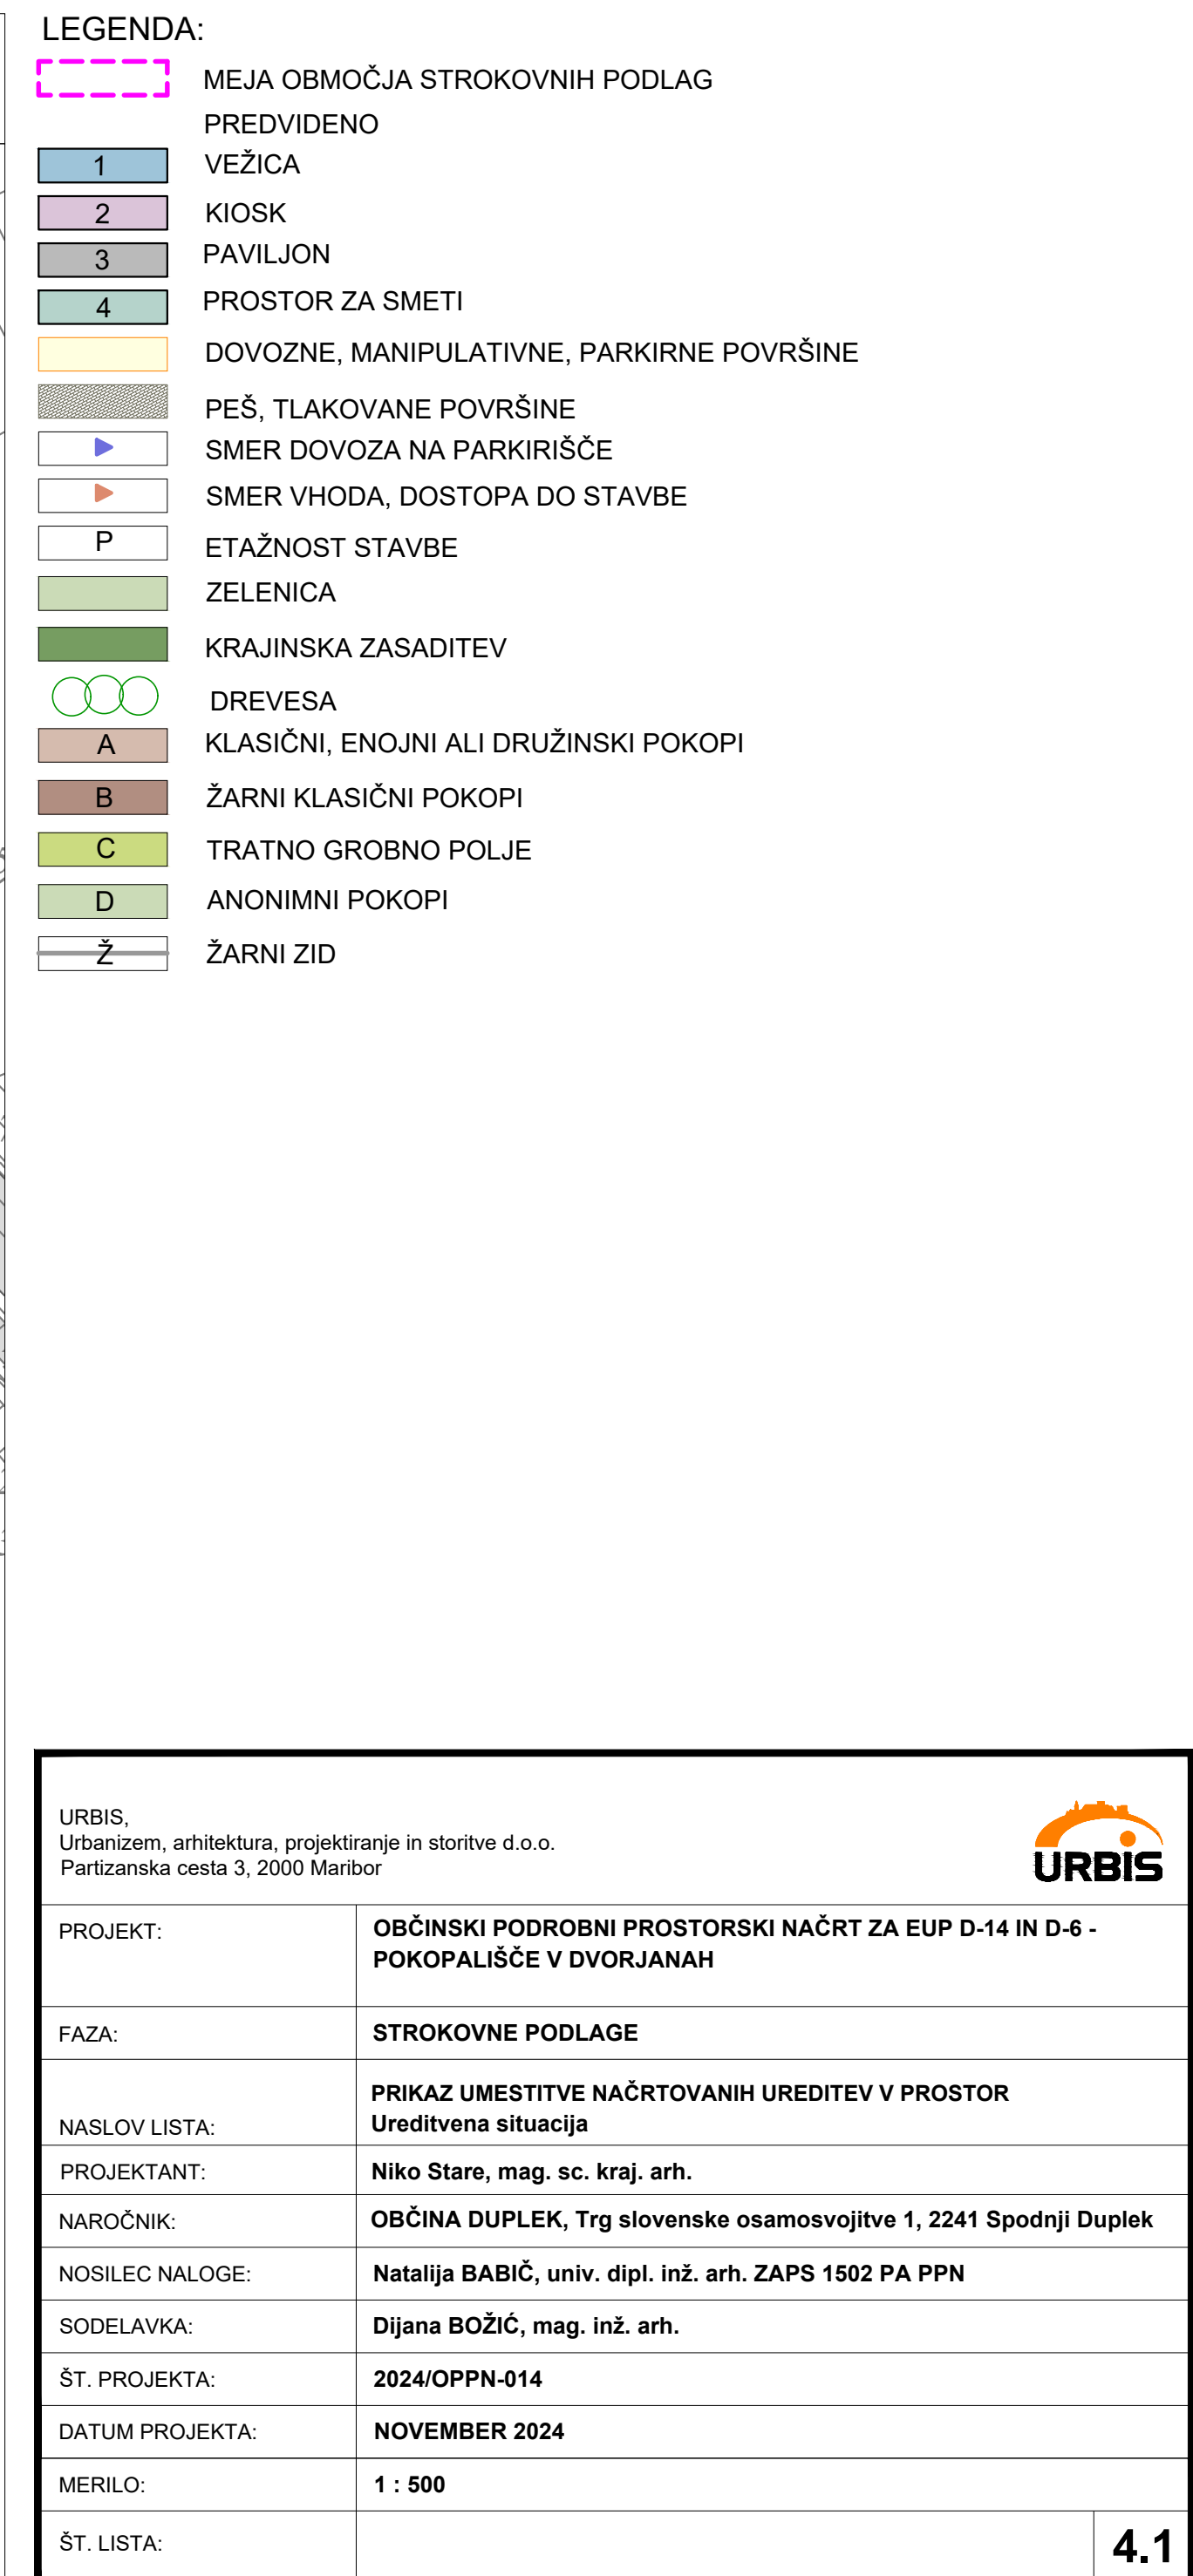 LEGENDA:
MEJA OBMOČJA STROKOVNIH PODLAG
PREDVIDENO
1 VEŽICA
2 KIOSK
3 PAVILJON
4 PROSTOR ZA SMETI
DOVOZNE, MANIPULATIVNE, PARKIRNE POVRŠINE
PEŠ, TLAKOVANE POVRŠINE
SMER DOVOZA NA PARKIRIŠČE
SMER VHODA, DOSTOPA DO STAVBE
P ETAŽNOST STAVBE
ZELENICA
KRAJINSKA ZASADITEV
DREVESA
A KLASIČNI, ENOJNI ALI DRUŽINSKI POKOPI
B ŽARNI KLASIČNI POKOPI
C TRATNO GROBNO POLJE
D ANONIMNI POKOPI
Ž ŽARNI ZID
URBIS,
Urbanizem, arhitektura, projektiranje in storitve d.o.o.
Partizanska cesta 3, 2000 Maribor
URBIS
PROJEKT: OBČINSKI PODROBNI PROSTORSKI NAČRT ZA EUP D-14 IN D-6 -
POKOPALIŠČE V DVORJANAH
FAZA: STROKOVNE PODLAGE
PRIKAZ UMESTITVE NAČRTOVANIH UREDITEV V PROSTOR
NASLOV LISTA: Ureditvena situacija
PROJEKTANT: Niko Stare, mag. sc. kraj. arh.
NAROČNIK: OBČINA DUPLEK, Trg slovenske osamosvojitve 1, 2241 Spodnji Duplek
NOSILEC NALOGE: Natalija BABIČ, univ. dipl. inž. arh. ZAPS 1502 PA PPN
SODELAVKA: Dijana BOŽIĆ, mag. inž. arh.
ŠT. PROJEKTA: 2024/OPPN-014
DATUM PROJEKTA: NOVEMBER 2024
MERILO: 1 : 500
ŠT. LISTA: 4.1